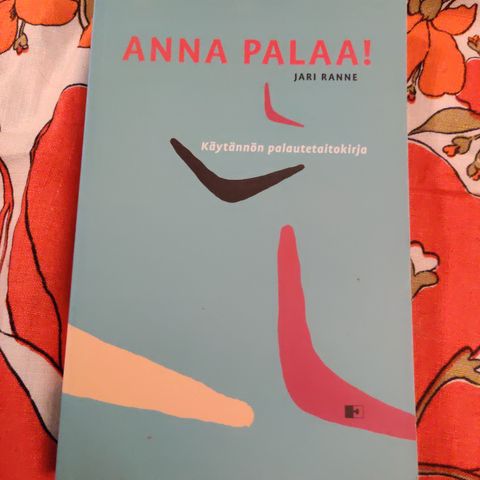 ANNA PALAA!
JARI RANNE
Käytännön palautetaitokirja